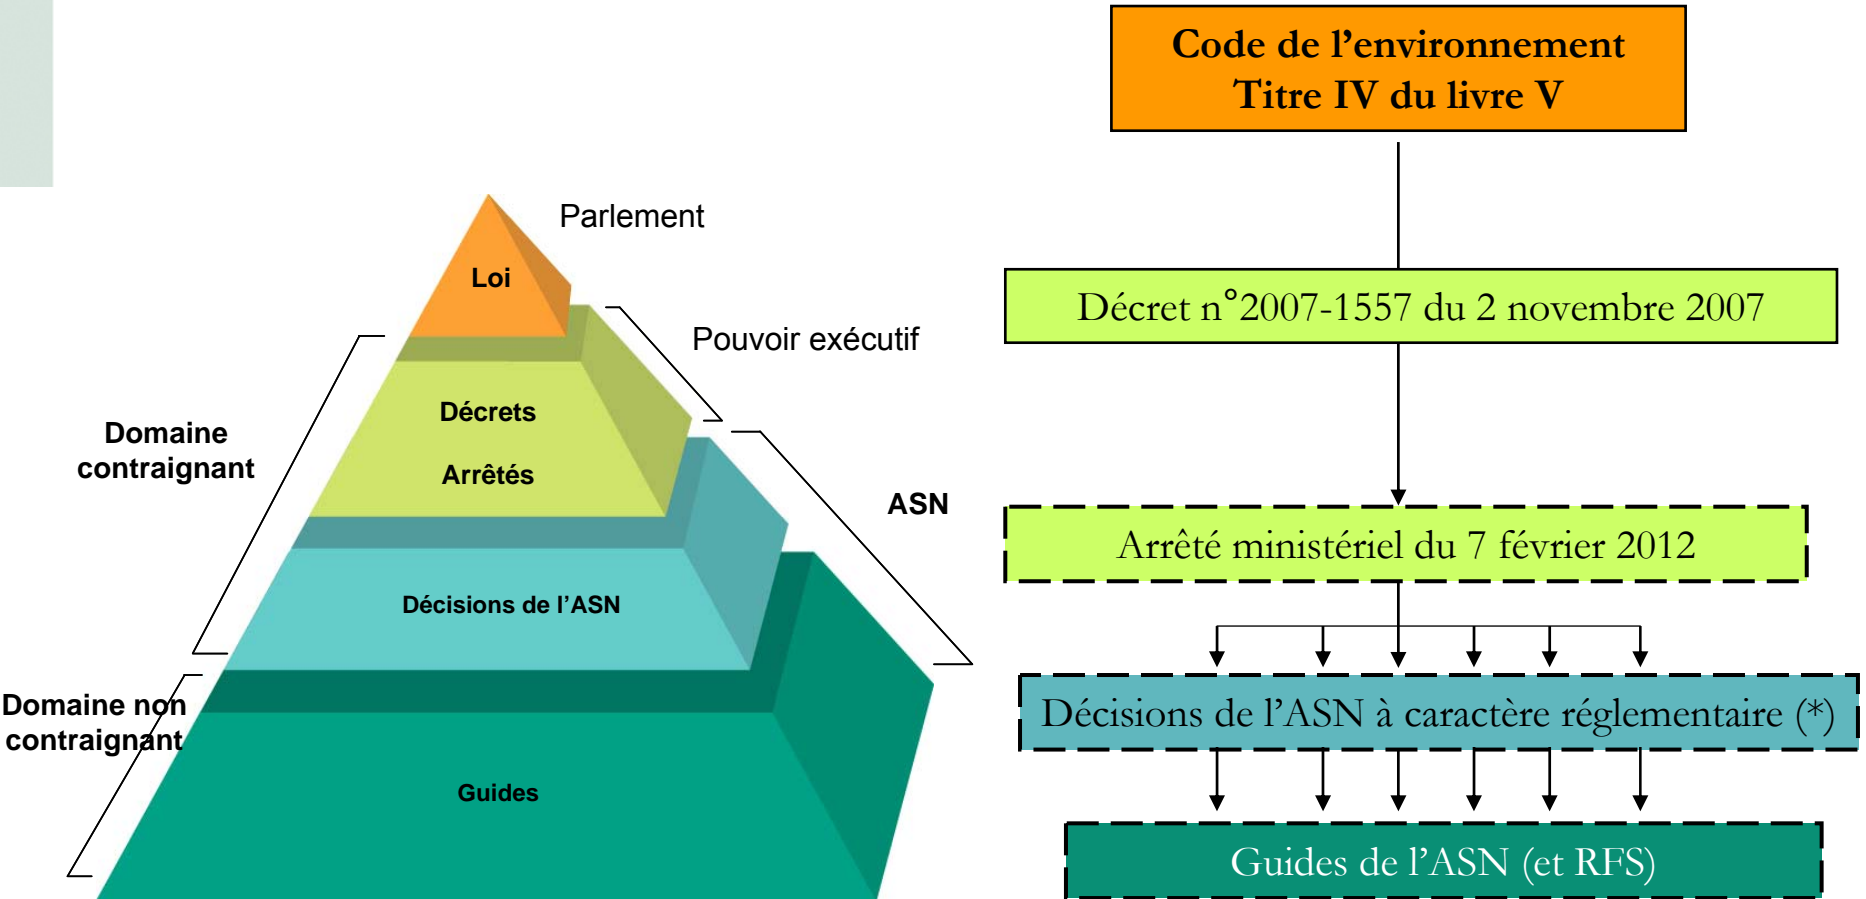 Parlement
Loi
Pouvoir exécutif
Décrets
Arrêtés
Domaine
contraignant
ASN
Décisions de l’ASN
Domaine non
contraignant
Guides
Code de l’environnement
Titre IV du livre V
Décret n°2007-1557 du 2 novembre 2007
Arrêté ministériel du 7 février 2012
Décisions de l’ASN à caractère réglementaire (*)
Guides de l’ASN (et RFS)